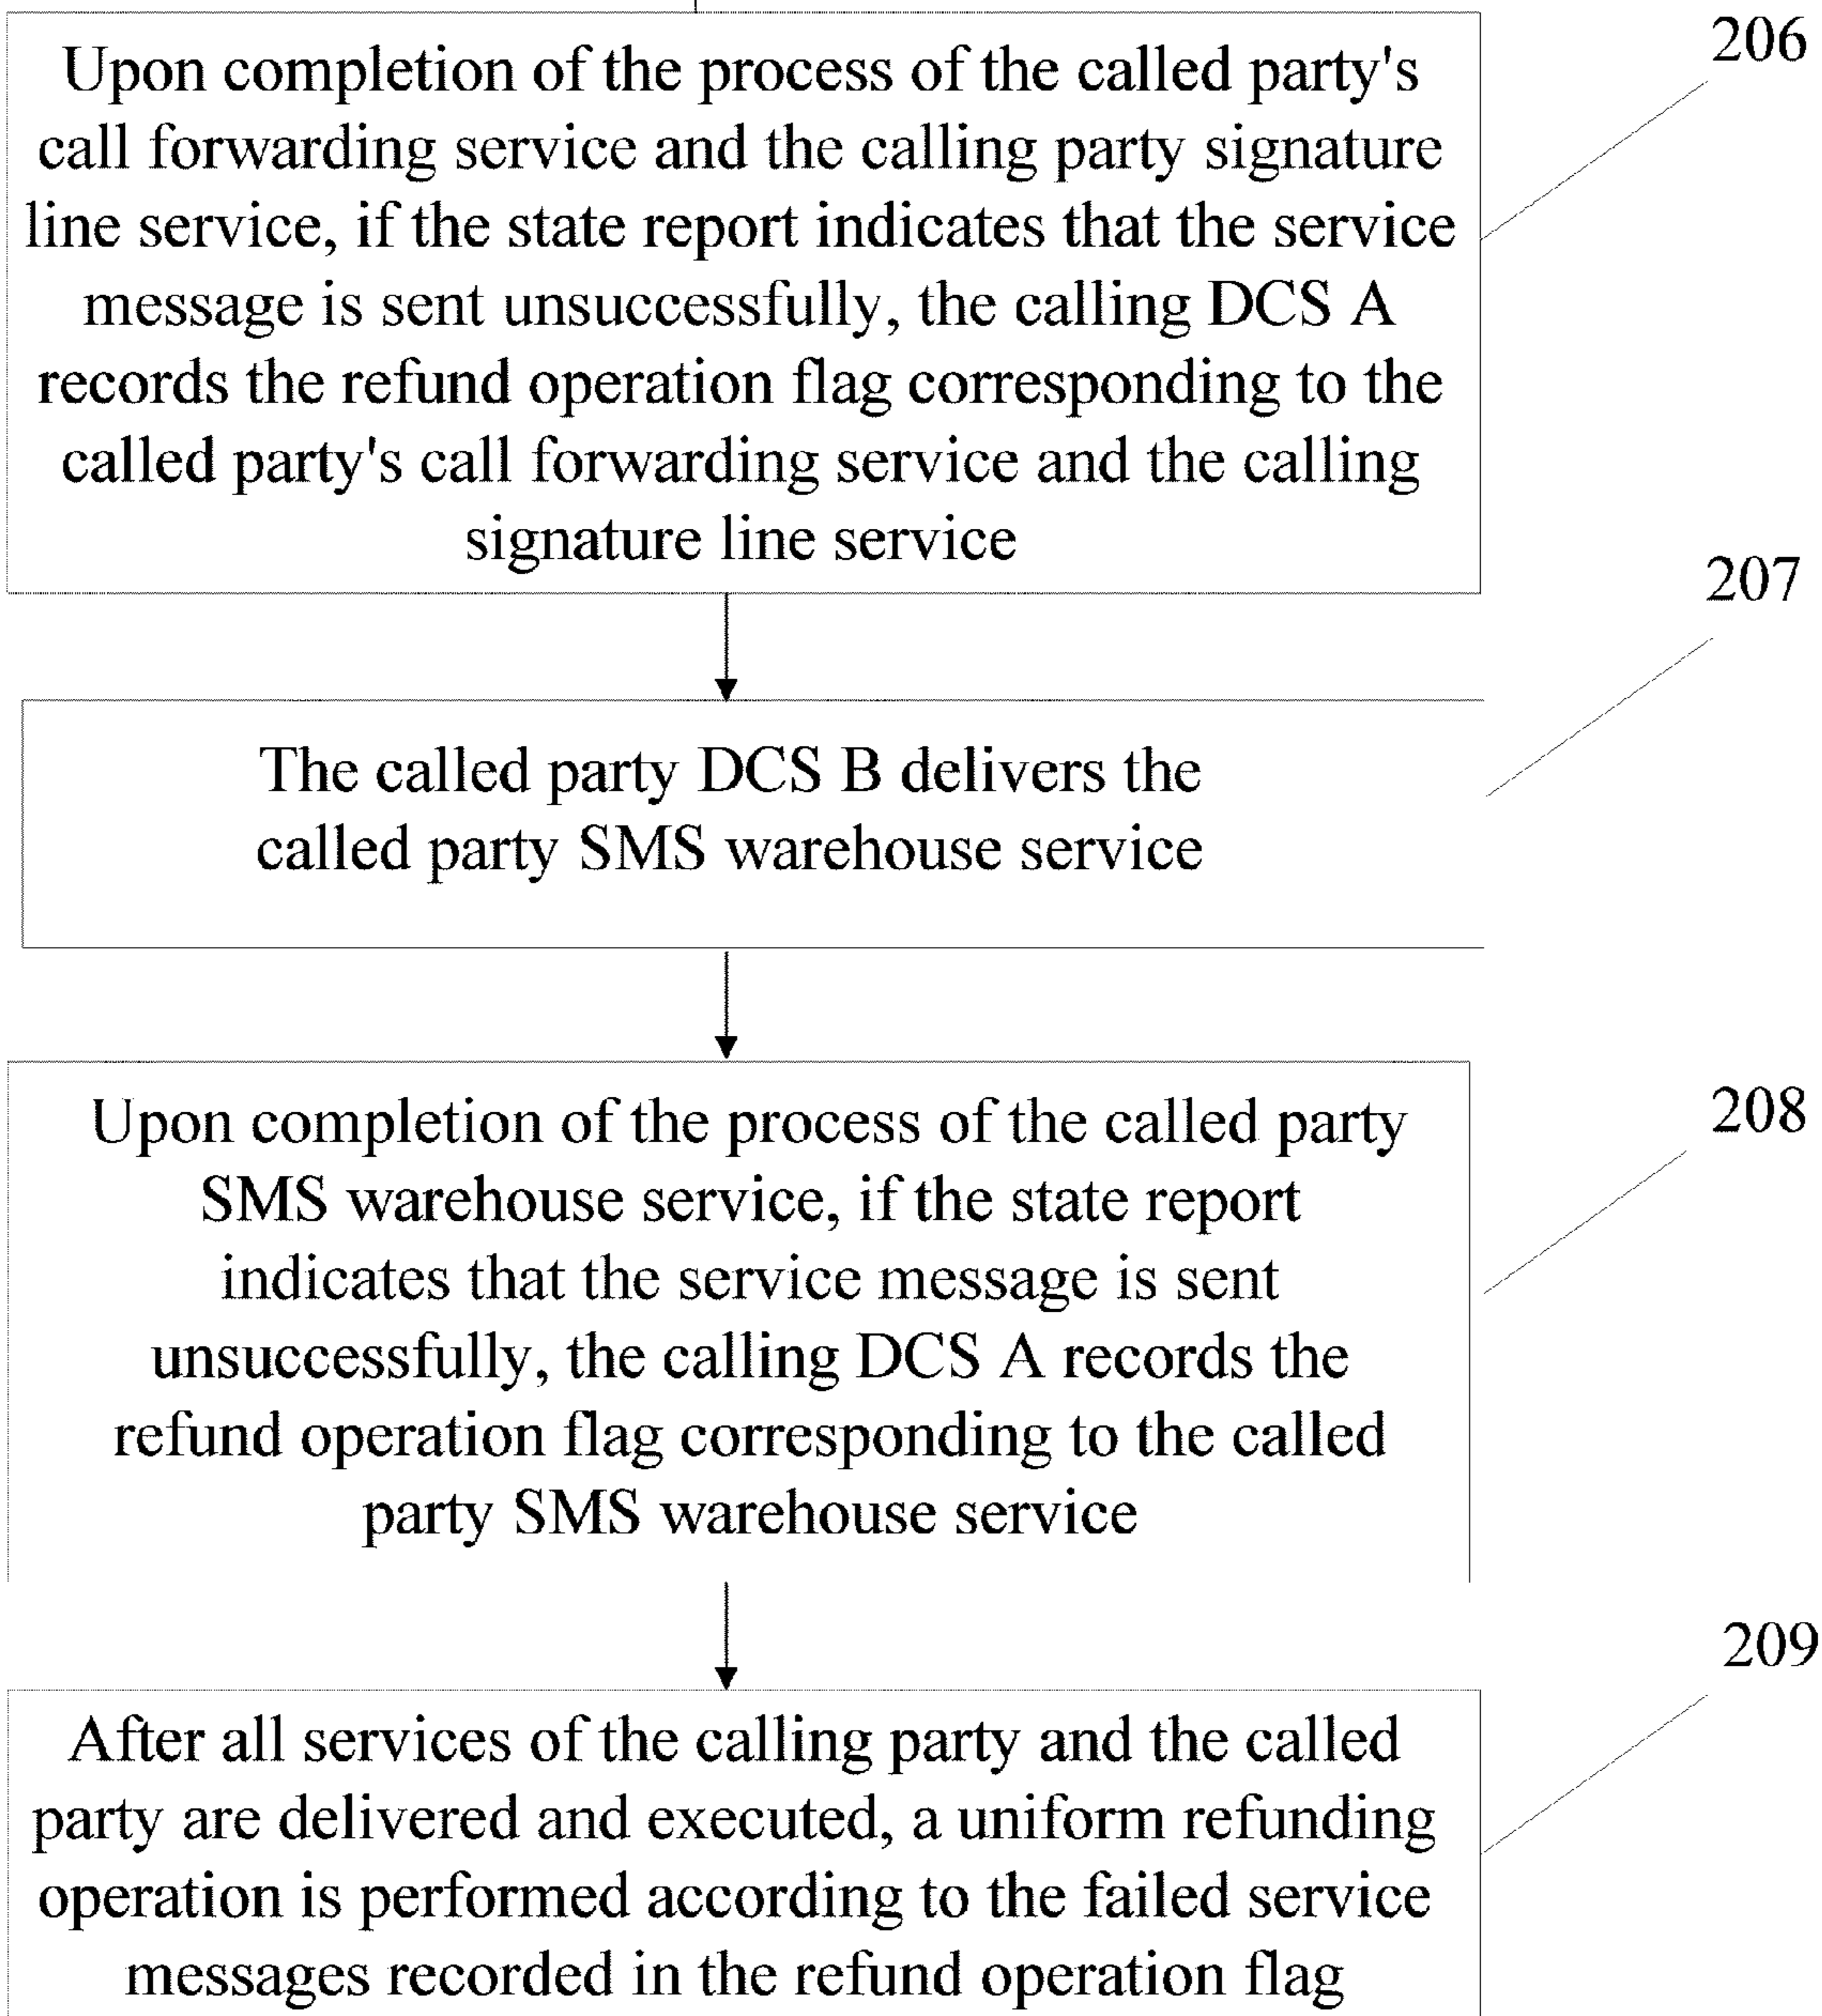 206
Upon completion of the process of the called party's
call forwarding service and the calling party signature
line service, if the state report indicates that the service
message is sent unsuccessfully, the calling DCS A
records the refund operation flag corresponding to the
called party's call forwarding service and the calling
signature line service
207
The called party DCS B delivers the
called party SMS warehouse service
208
Upon completion of the process of the called party
SMS warehouse service, if the state report
indicates that the service message is sent
unsuccessfully, the calling DCS A records the
refund operation flag corresponding to the called
party SMS warehouse service
209
After all services of the calling party and the called
party are delivered and executed, a uniform refunding
operation is performed according to the failed service
messages recorded in the refund operation flag